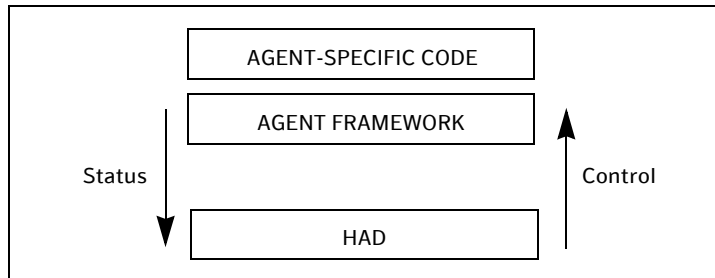 AGENT-SPECIFIC CODE
AGENT FRAMEWORK
Status
Control
HAD